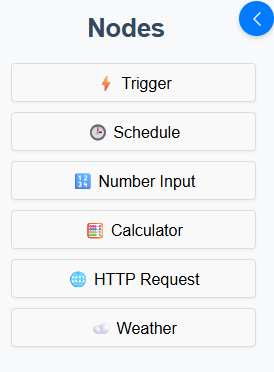 Nodes
Trigger
Schedule
Number Input
Calculator
HTTP Request
Weather